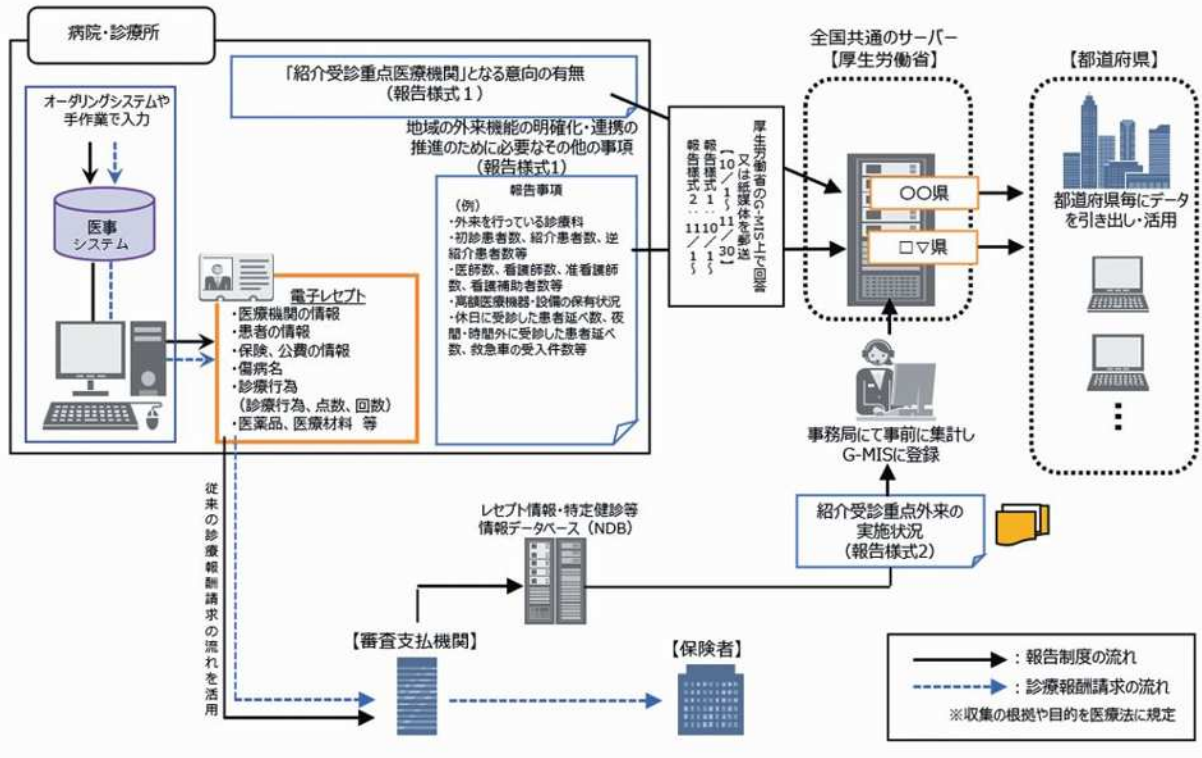 病院・診療所
オーダリングシステムや
手作業で入力
医事
システム
「紹介受診重点医療機関」となる意向の有無
（報告様式１）
地域の外来機能の明確化・連携の
推進のために必要なその他の事項
（報告様式1）
報告事項
（例）
・外来を行っている診療科
・初診患者数、紹介患者数、逆
紹介患者数等
・医師数、看護師数、准看護師
数、看護補助者数等
・高額医療機器・設備の保有状況
・休日に受診した患者延べ数、夜
間・時間外に受診した患者延べ
数、救急車の受入件数等
電子レセプト
・医療機関の情報
・患者の情報
・保険、公費の情報
・傷病名
・診療行為
（診療行為、点数、回数）
・医薬品、医療材料 等
厚生労働省のG-MIS上で回答
又は紙媒体を郵送
【10／1～11／30】
報告様式１：10／1～
報告様式２：11／1～
全国共通のサーバー
【厚生労働省】
〇〇県
□▽県
【都道府県】
都道府県毎にデータ
を引き出し・活用
事務局にて事前に集計し
G-MISに登録
紹介受診重点外来の
実施状況
（報告様式2）
従来の診療報酬請求の流れを活用
レセプト情報・特定健診等
情報データベース（NDB）
【審査支払機関】
【保険者】
：報告制度の流れ
：診療報酬請求の流れ
※収集の根拠や目的を医療法に規定